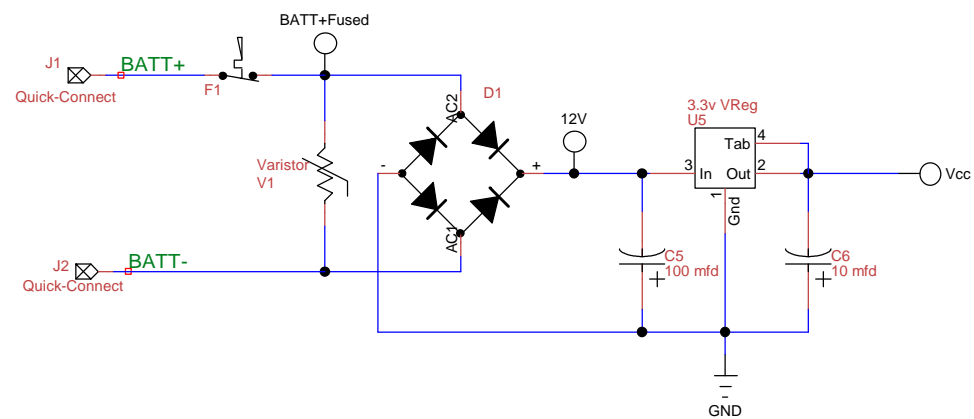 BATT+Fused
J1
BATT+
Quick-Connect
F1
AC2
D1
3.3v VReg
U5
12V
4
Tab
Varistor
V1
-
+
3
In
2
Out
Vcc
1
Gnd
AC1
J2
BATT-
Quick-Connect
C5
100 mfd
+
C6
10 mfd
+
GND